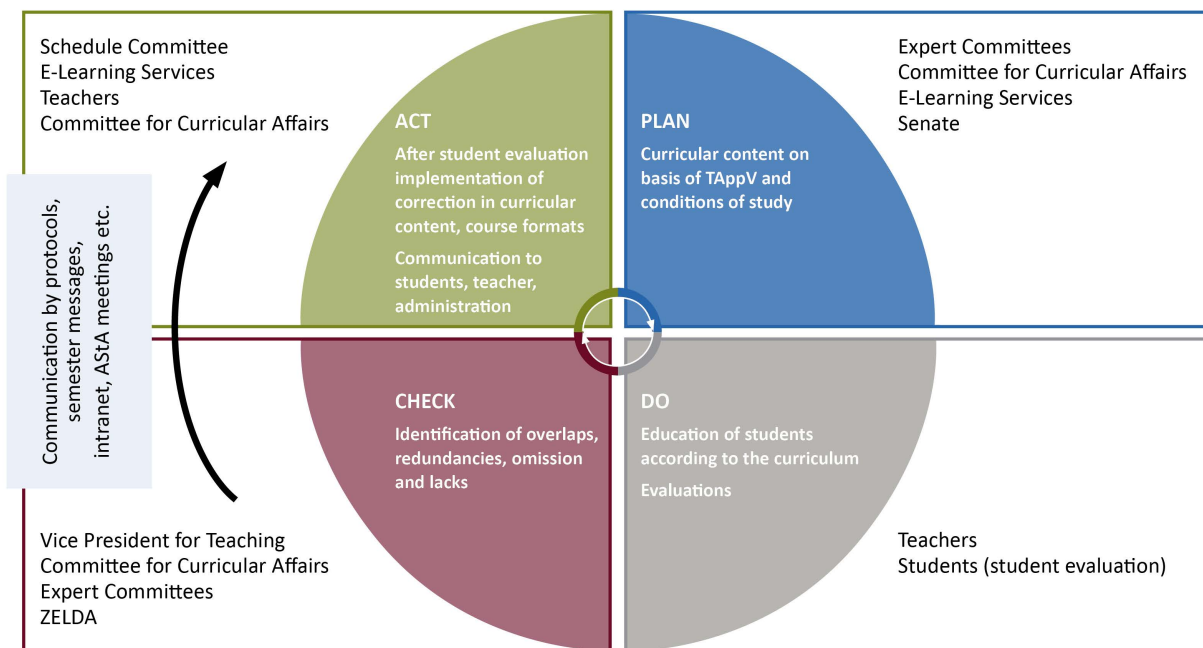 Schedule Committee
E-Learning Services
Teachers
Committee for Curricular Affairs
ACT
After student evaluation
implementation of
correction in curricular
content, course formats
Communication to
students, teacher,
administration
PLAN
Curricular content on
basis of TAppV and
conditions of study
Expert Committees
Committee for Curricular Affairs
E-Learning Services
Senate
Communication by protocols,
semester messages,
intranet, AStA meetings etc.
CHECK
Identification of overlaps,
redundancies, omission
and lacks
DO
Education of students
according to the curriculum
Evaluations
Vice President for Teaching
Committee for Curricular Affairs
Expert Committees
ZELDA
Teachers
Students (student evaluation)